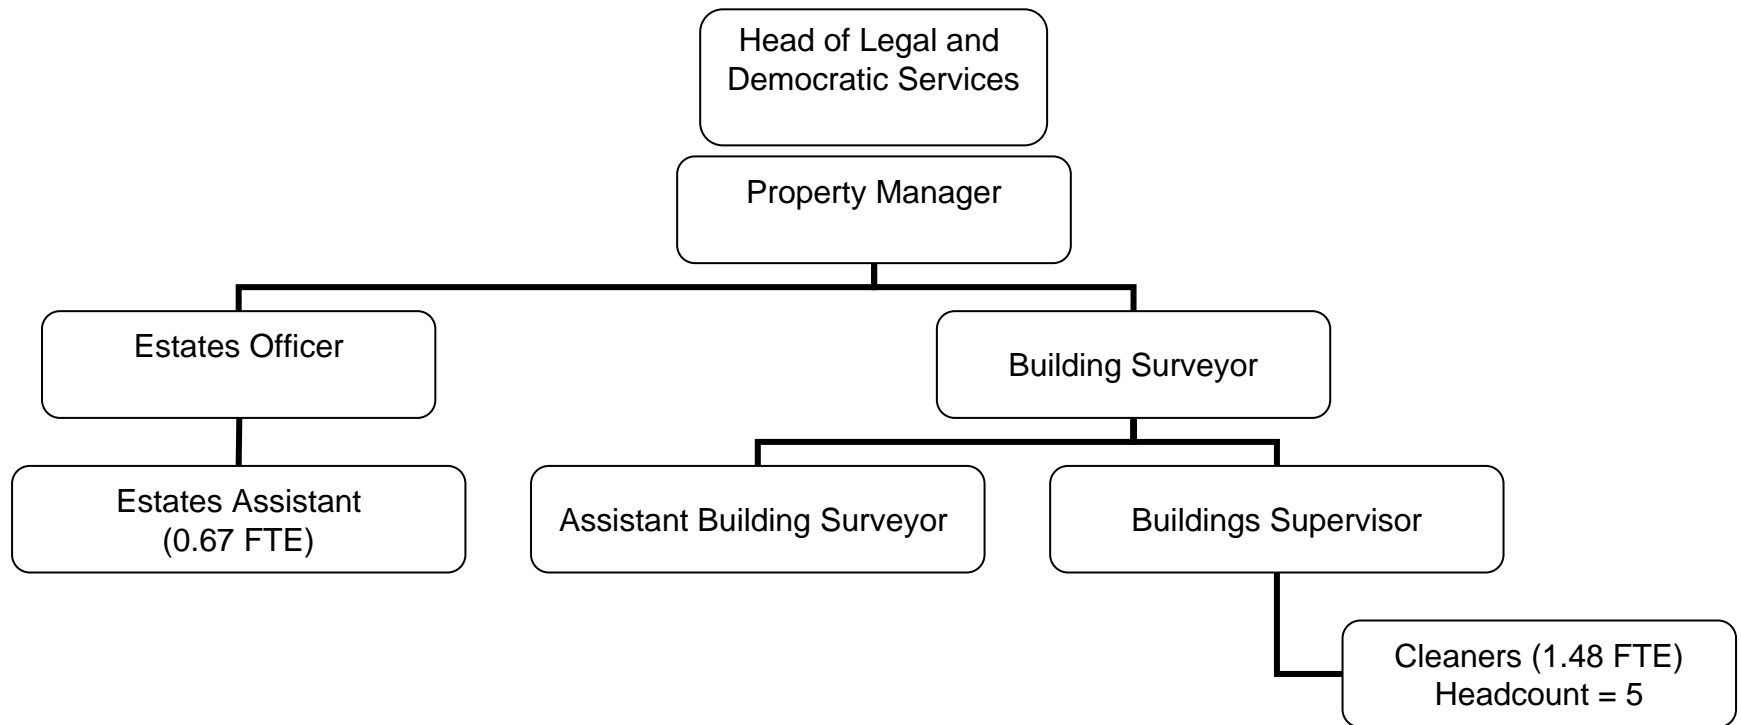 Head of Legal and
Democratic Services
Property Manager
Estates Officer
Building Surveyor
Estates Assistant
(0.67 FTE)
Assistant Building Surveyor
Buildings Supervisor
Cleaners (1.48 FTE)
Headcount = 5